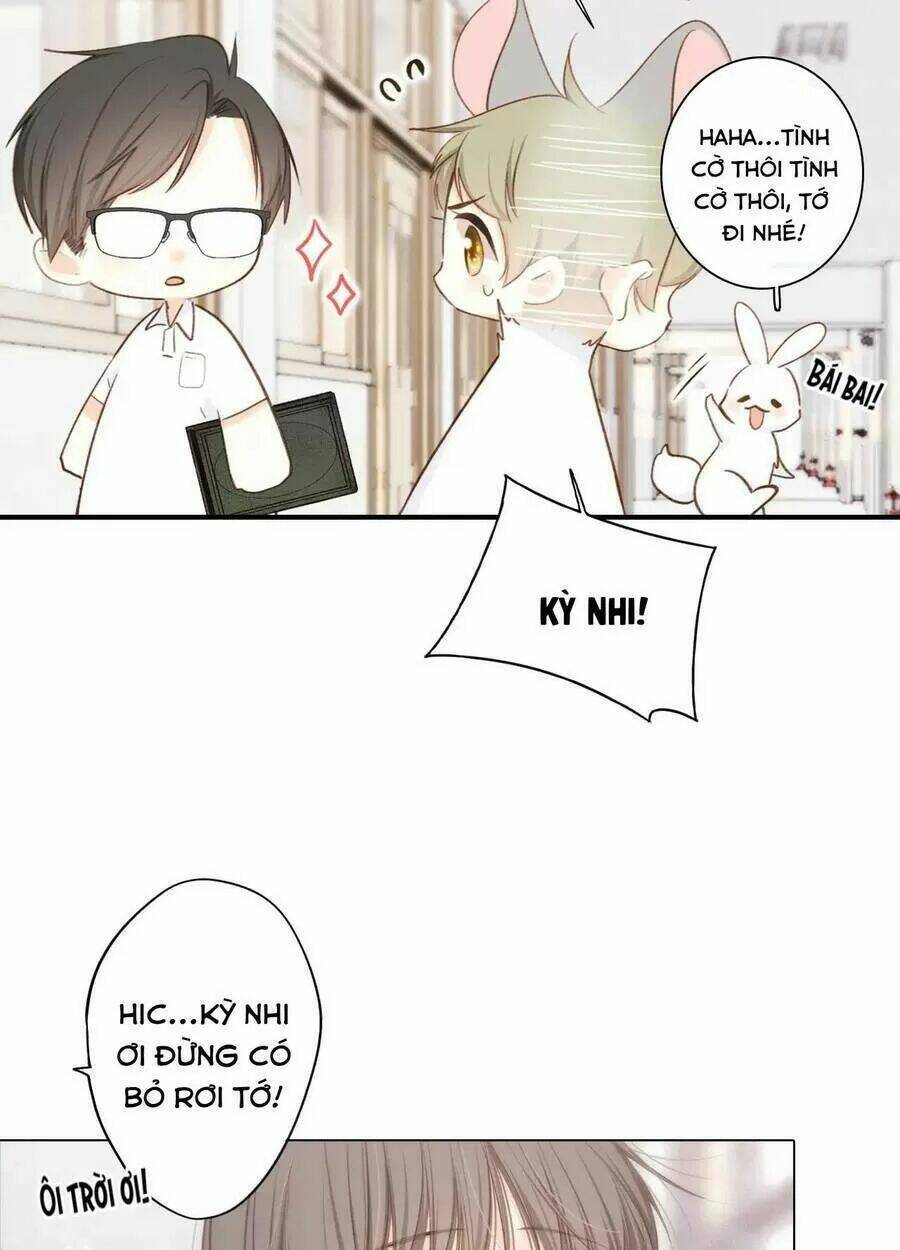 HAHA...TÌNH
CỜ THÔI TÌNH
CỜ THÔI, TỚ
ĐI NHÉ!
BÁI BAI!
KỲ NHI!
HIC...KỲ NHI
ƠI ĐỪNG CÓ
BỎ RƠI TỚ!
ÔI TRỜI ƠI!